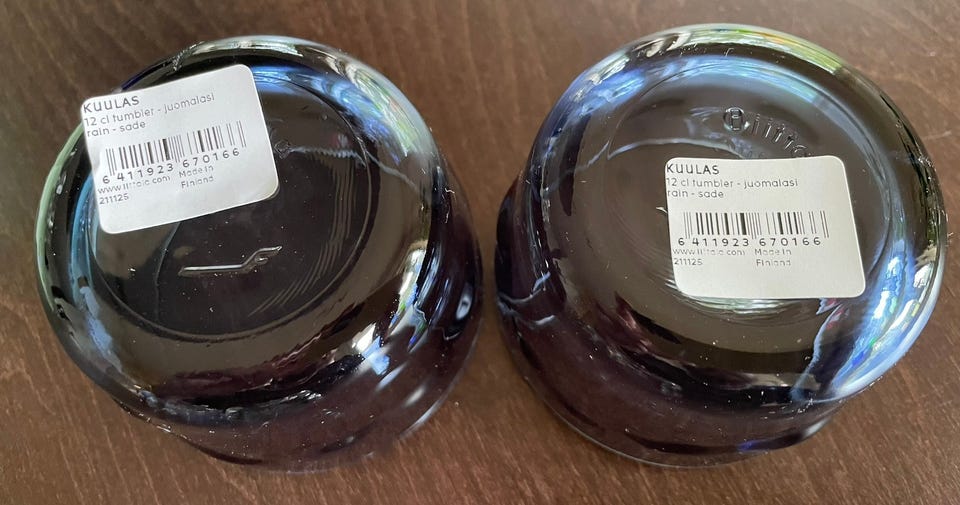 KUULAS
12 cl tumbler - juomalasi
rain - sade
6 411923 670166
www.iittala.com Made in
Finland
211125
iittala
KUULAS
12 cl tumbler - juomalasi
rain - sade
6 411923 670166
www.iittala.com Made in
211125 Finland